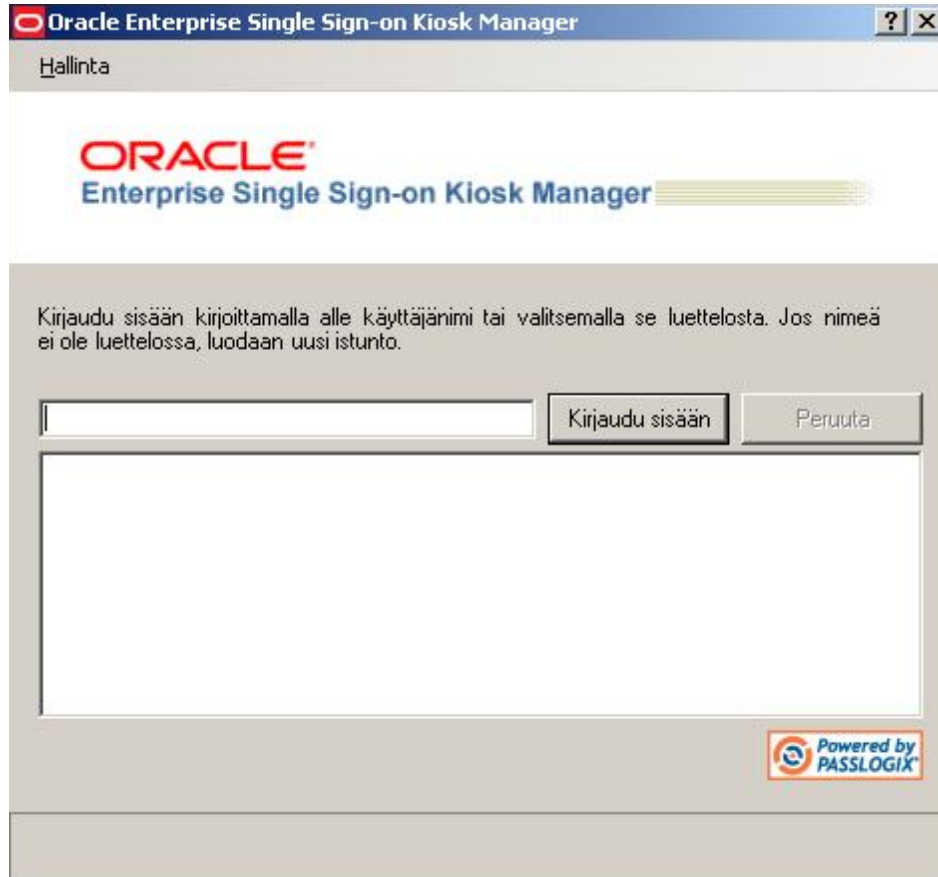 Oracle Enterprise Single Sign-on Kiosk Manager
Hallinta
ORACLE®
Enterprise Single Sign-on Kiosk Manager
Kirjaudu sisään kirjoittamalla alle käyttäjänimi tai valitsemalla se luettelosta. Jos nimeä
ei ole luettelossa, luodaan uusi istunto.
Kirjaudu sisään Peruuta
Powered by
PASSLOGIX®